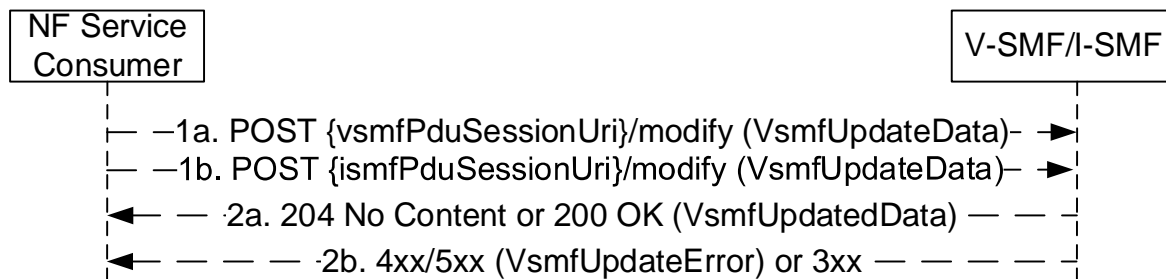 NF Service
Consumer
V-SMF/I-SMF
1a. POST {vsmfPduSessionUri}/modify (VsmfUpdateData)
1b. POST {ismfPduSessionUri}/modify (VsmfUpdateData)
2a. 204 No Content or 200 OK (VsmfUpdatedData)
2b. 4xx/5xx (VsmfUpdateError) or 3xx